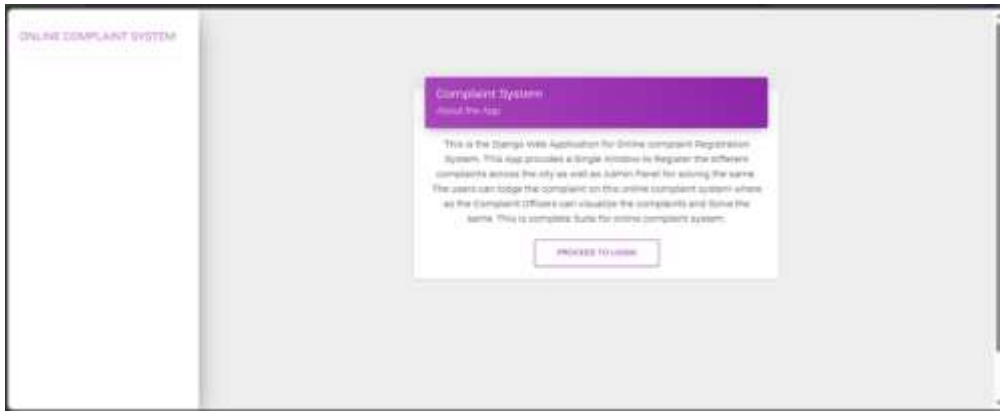 ONLINE COMPLAINT SYSTEM
Complaint System
About the App
This is the Django Web Application for Online complaint Registration
System. This App provides a Single Window to Register the different
complaints across the city as well as Admin Panel for solving the same.
The users can lodge the complaint on this online complaint system where
as the Complaint Officers can visualize the complaints and Solve the
same. This is complete Suite for online complaint system.
PROCEED TO LOGIN